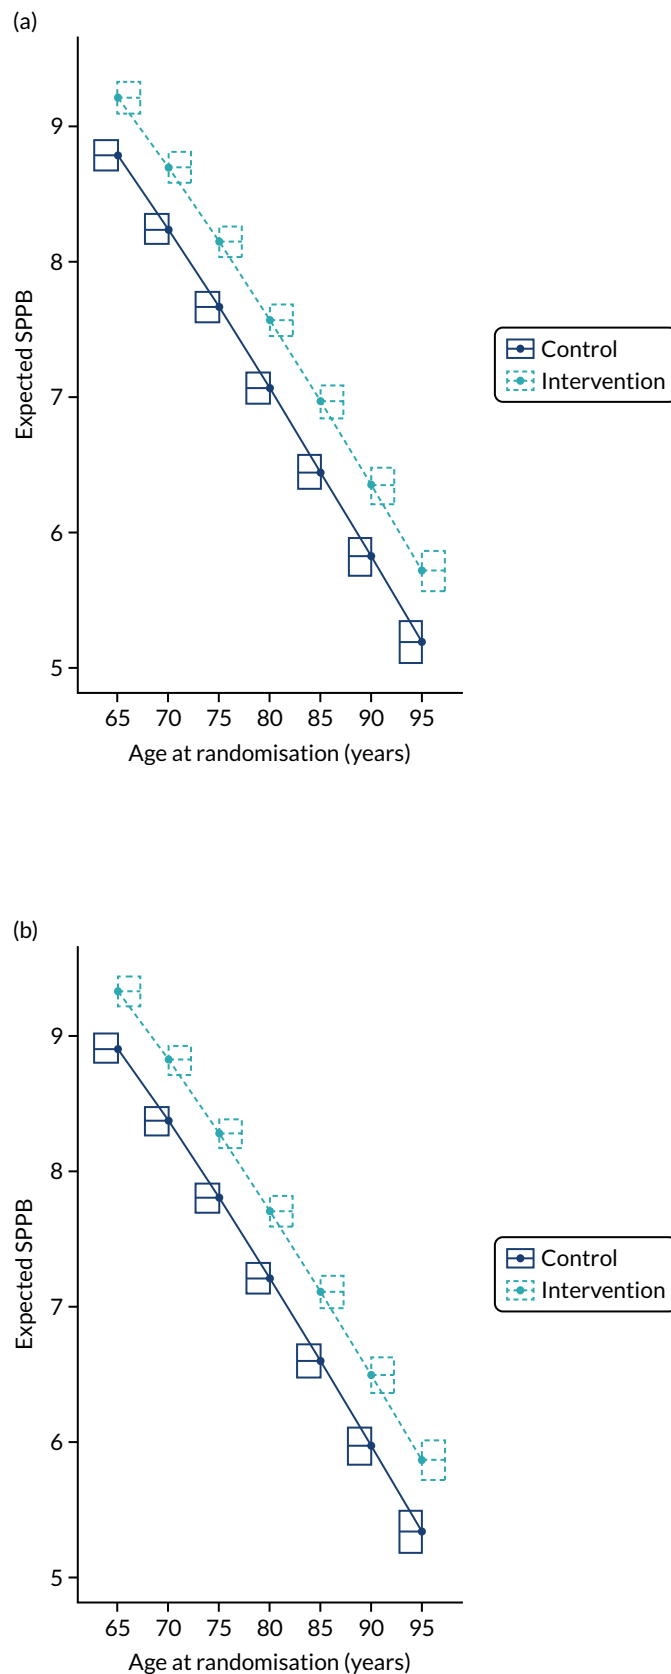 (a)
9
8
7
6
5
Expected SPPB
65 70 75 80 85 90 95
Age at randomisation (years)
Control
Intervention
(b)
9
8
7
6
5
Expected SPPB
65 70 75 80 85 90 95
Age at randomisation (years)
Control
Intervention